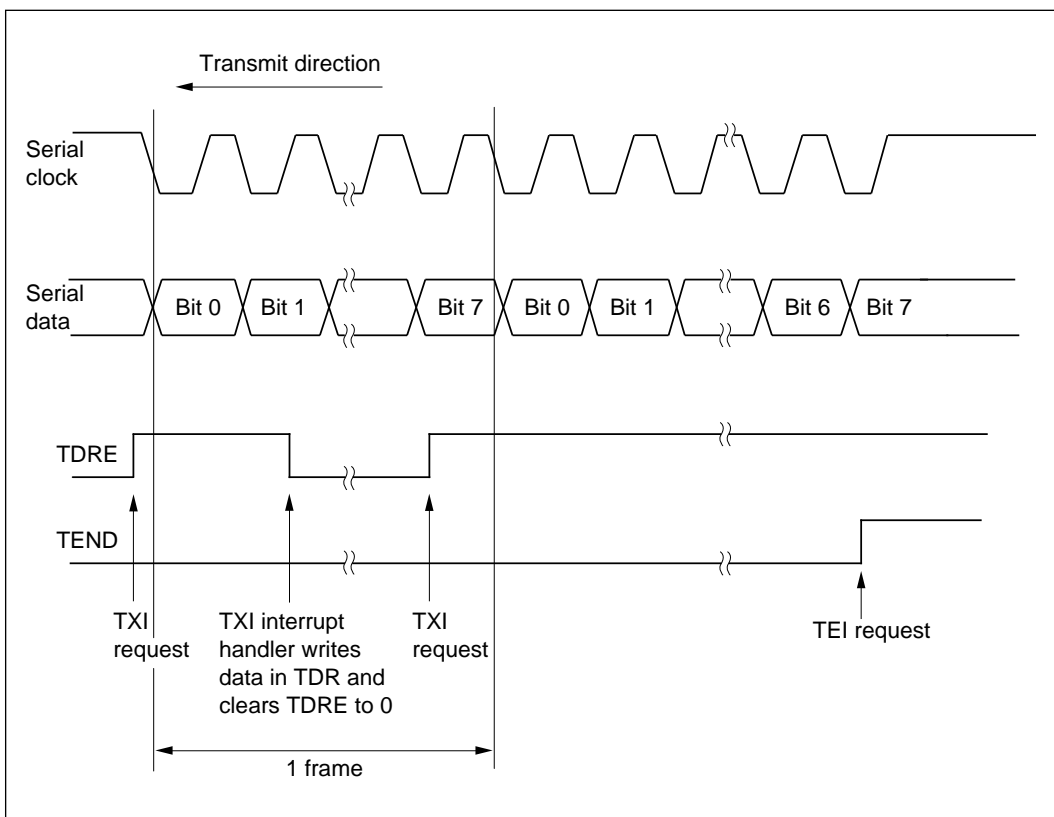 Transmit direction
Serial
clock
Serial
data
Bit 0
Bit 1
Bit 7
Bit 0
Bit 1
Bit 6
Bit 7
TDRE
TEND
TXI
request
TXI interrupt
handler writes
data in TDR and
clears TDRE to 0
TXI
request
TEI request
1 frame